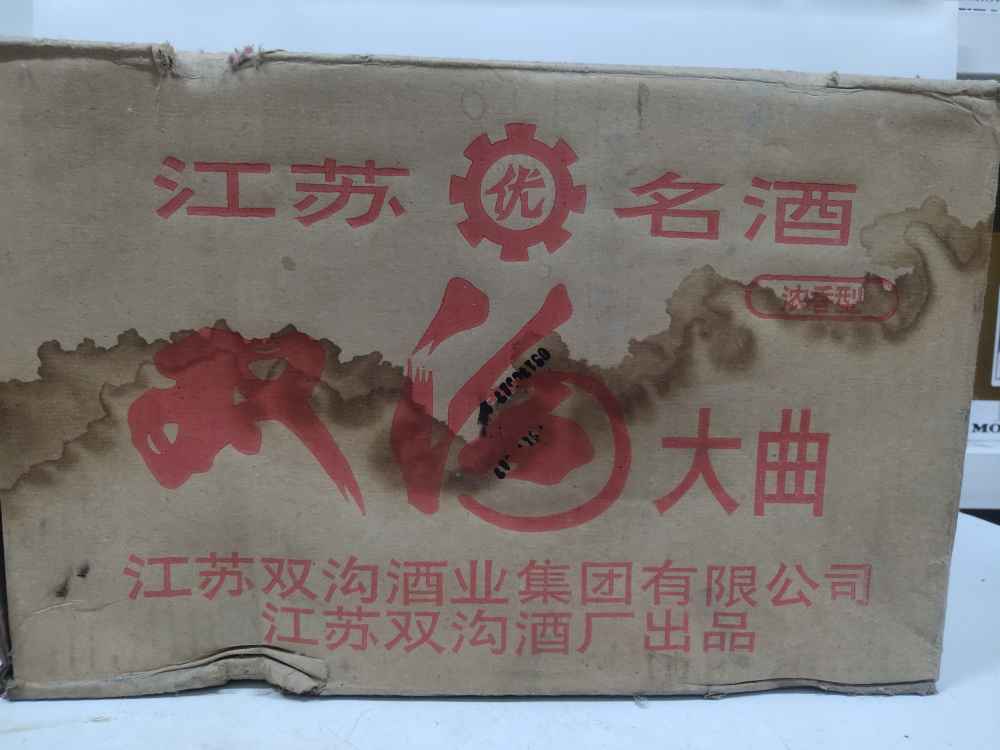 江苏 优 名酒
浓香型
双沟 大曲
江苏双沟酒业集团有限公司
江苏双沟酒厂出品
MO